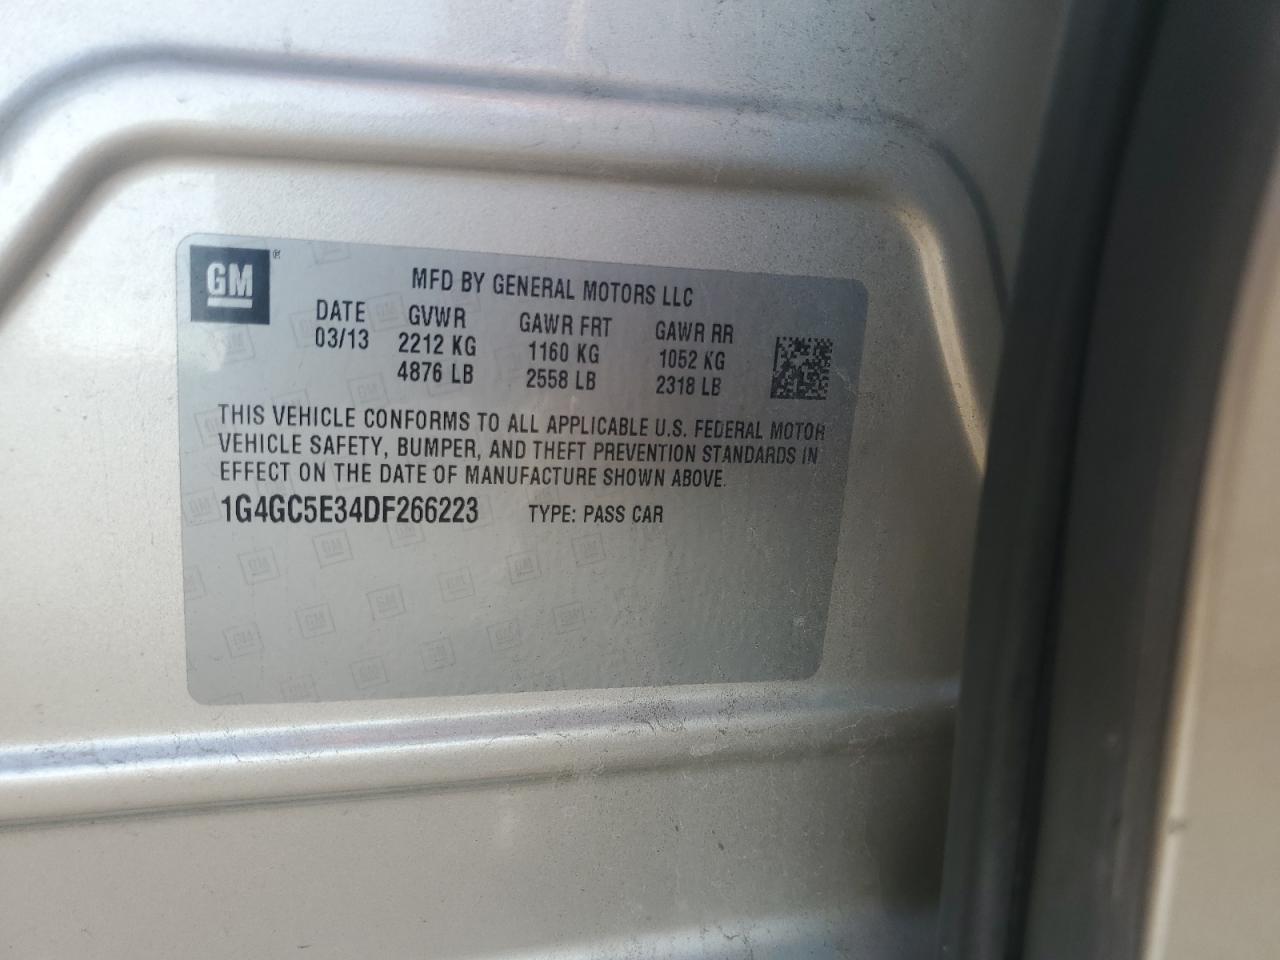 GM®
MFD BY GENERAL MOTORS LLC
DATE GVWR GAWR FRT GAWR RR
03/13 2212 KG 1160 KG 1052 KG
4876 LB 2558 LB 2318 LB
THIS VEHICLE CONFORMS TO ALL APPLICABLE U.S. FEDERAL MOTOR
VEHICLE SAFETY, BUMPER, AND THEFT PREVENTION STANDARDS IN
EFFECT ON THE DATE OF MANUFACTURE SHOWN ABOVE.
1G4GC5E34DF266223 TYPE: PASS CAR